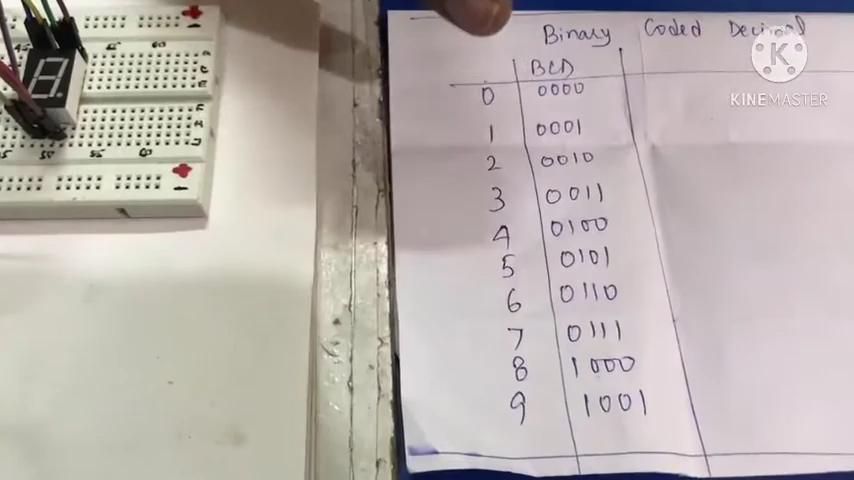 Binary Coded Decimal
BCD
0 0000
1 0001
2 0010
3 0011
4 0100
5 0101
6 0110
7 0111
8 1000
9 1001
K
KINEMASTER